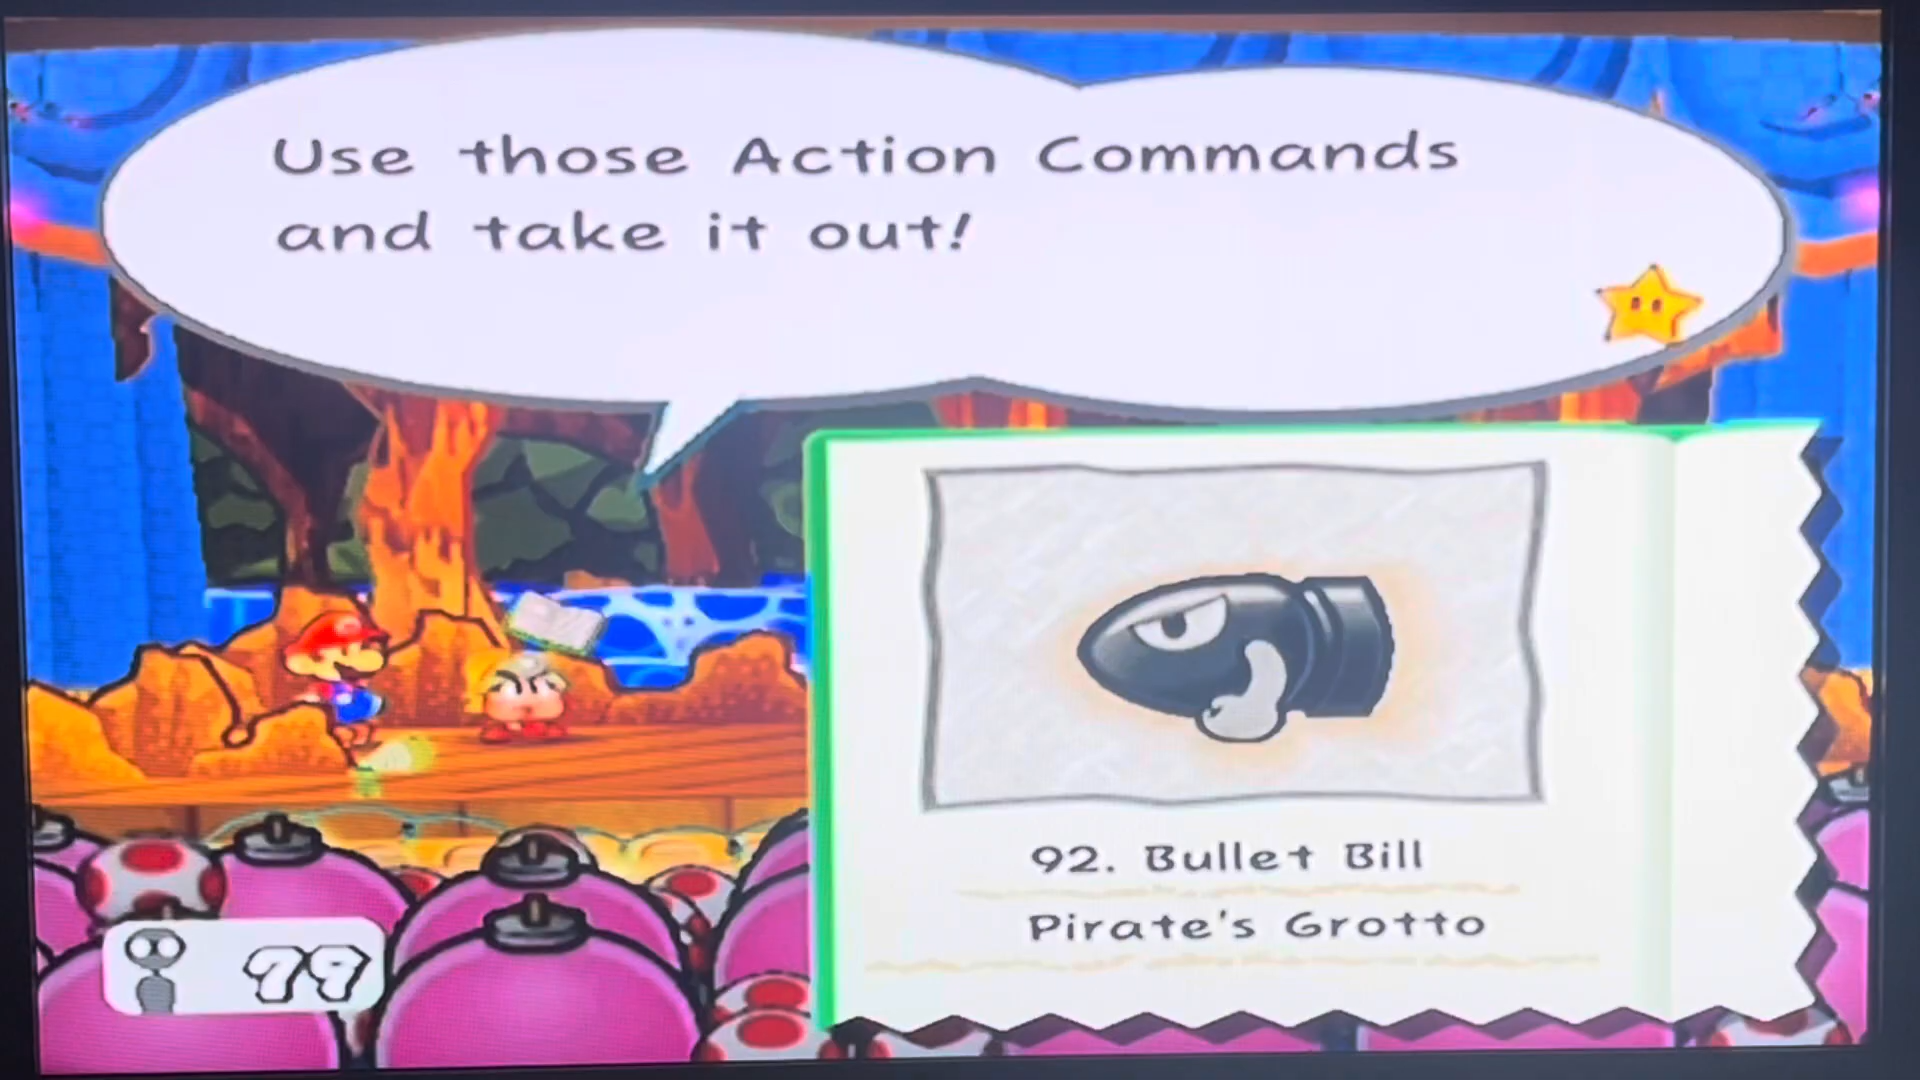 Use those Action Commands
and take it out!
92. Bullet Bill
Pirate's Grotto
79